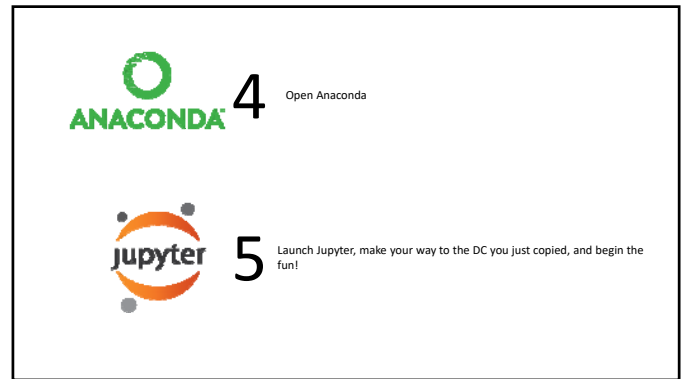 ANACONDA
4
Open Anaconda
jupyter
5
Launch Jupyter, make your way to the DC you just copied, and begin the
fun!